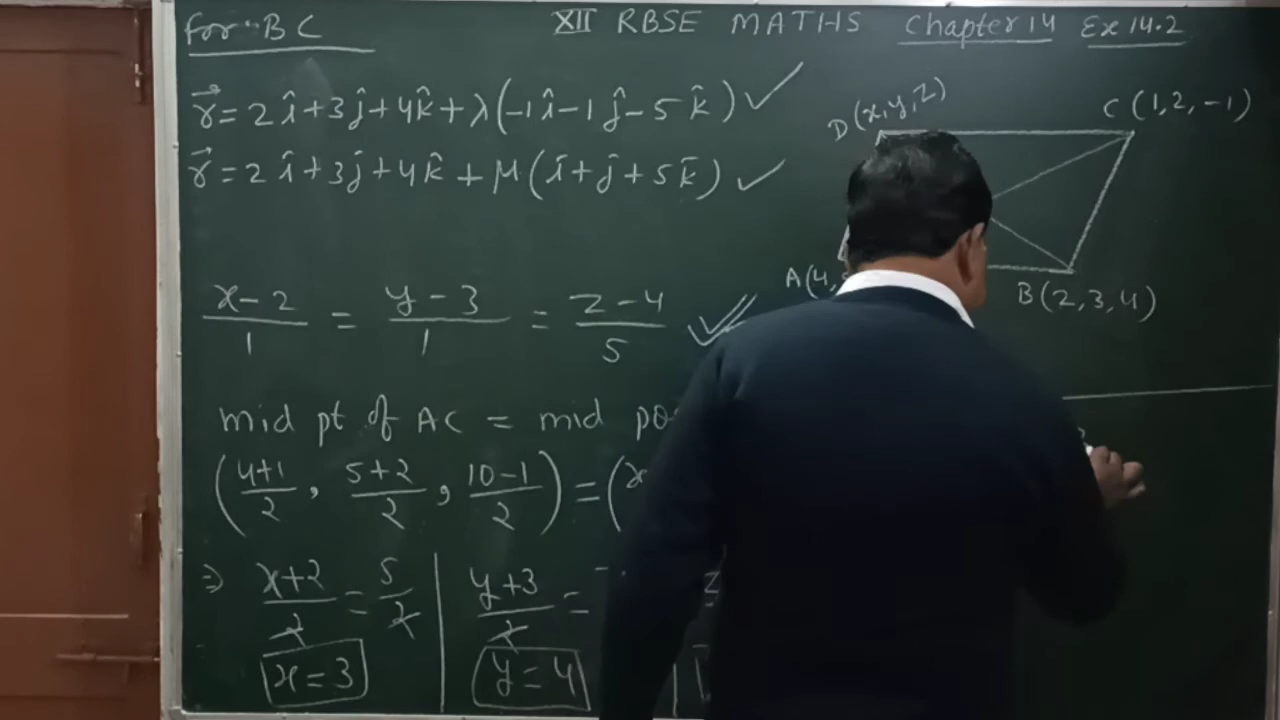 For BC
XII RBSE MATHS Chapter 14 Ex 14.2
r⃗ = 2î + 3ĵ + 4k̂ + λ(-1î - 1ĵ - 5k̂) ✓
r⃗ = 2î + 3ĵ + 4k̂ + μ(î + ĵ + 5k̂) ✓
D(x,y,z)
C(1,2,-1)
A(4,
B(2,3,4)
(x-2)/1 = (y-3)/1 = (z-4)/5
mid pt of AC = mid
((4+1)/2, (5+2)/2, (10-1)/2) = (x
⇒ (x+2)/2 = 5/2 | (y+3)/2 =
x=3 | y=4